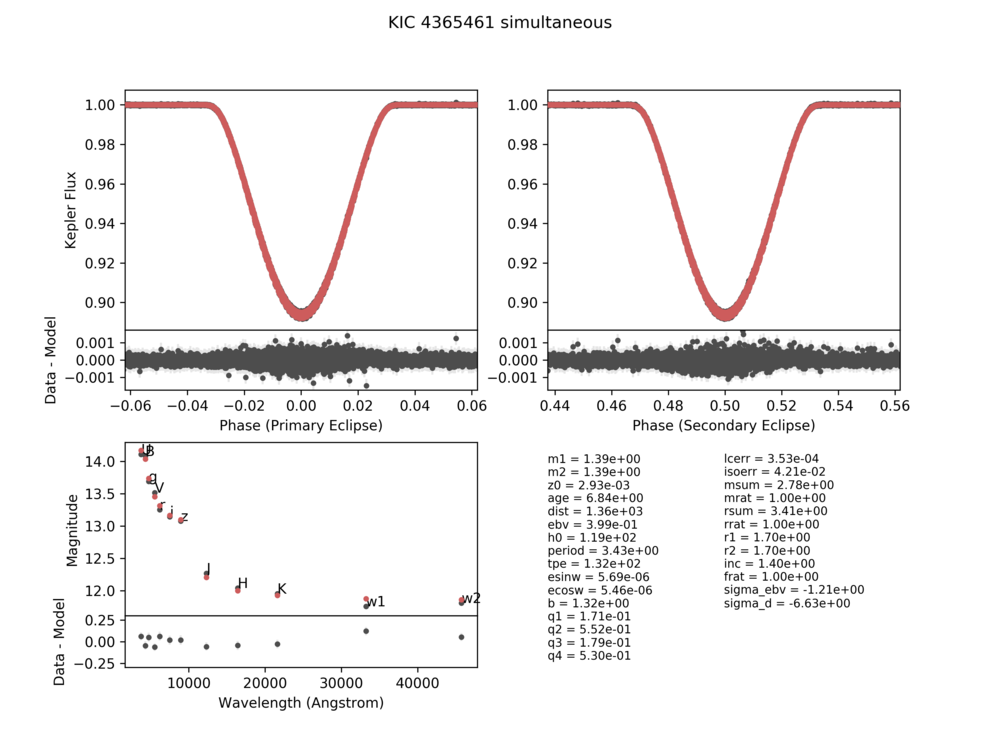 KIC 4365461 simultaneous
1.00
0.98
0.96
0.94
0.92
0.90
Kepler Flux
0.001
0.000
−0.001
Data - Model
−0.06 −0.04 −0.02 0.00 0.02 0.04 0.06
Phase (Primary Eclipse)
1.00
0.98
0.96
0.94
0.92
0.90
0.001
0.000
−0.001
0.44 0.46 0.48 0.50 0.52 0.54 0.56
Phase (Secondary Eclipse)
14.0
13.5
13.0
12.5
12.0
Magnitude
B
g
V
r
i
z
J
H
K
w1
w2
0.25
0.00
−0.25
Data - Model
10000 20000 30000 40000
Wavelength (Angstrom)
m1 = 1.39e+00
m2 = 1.39e+00
z0 = 2.93e-03
age = 6.84e+00
dist = 1.36e+03
ebv = 3.99e-01
h0 = 1.19e+02
period = 3.43e+00
tpe = 1.32e+02
esinw = 5.69e-06
ecosw = 5.46e-06
b = 1.32e+00
q1 = 1.71e-01
q2 = 5.52e-01
q3 = 1.79e-01
q4 = 5.30e-01
lcerr = 3.53e-04
isoerr = 4.21e-02
msum = 2.78e+00
mrat = 1.00e+00
rsum = 3.41e+00
rrat = 1.00e+00
r1 = 1.70e+00
r2 = 1.70e+00
inc = 1.40e+00
frat = 1.00e+00
sigma_ebv = -1.21e+00
sigma_d = -6.63e+00